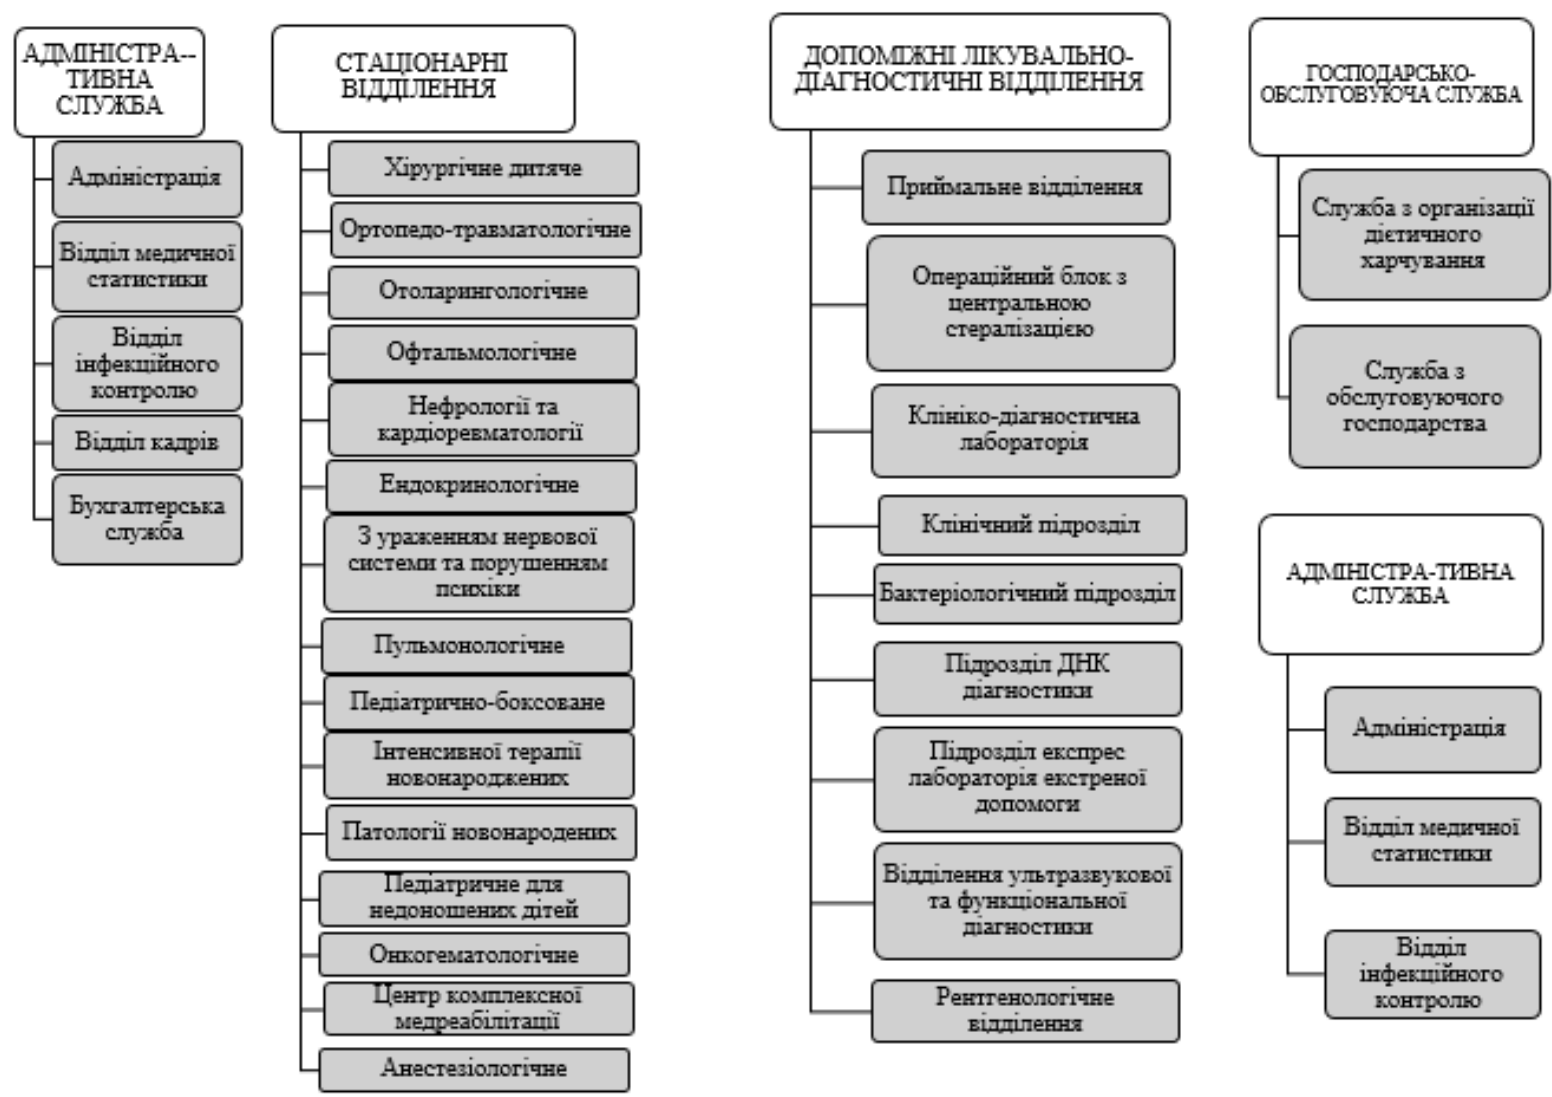 АДМІНІСТРА--
ТИВНА
СЛУЖБА
Адміністрація
Відділ медичної
статистики
Відділ
інфекційного
контролю
Відділ кадрів
Бухгалтерська
служба
СТАЦІОНАРНІ
ВІДДІЛЕННЯ
Хірургічне дитяче
Ортопедо-травматологічне
Отоларингологічне
Офтальмологічне
Нефрології та
кардіоревматології
Ендокринологічне
З ураженням нервової
системи та порушенням
психіки
Пульмонологічне
Педіатрично-боксоване
Інтенсивної терапії
новонароджених
Патології новонародених
Педіатричне для
недоношених дітей
Онкогематологічне
Центр комплексної
медреабілітації
Анестезіологічне
ДОПОМІЖНІ ЛІКУВАЛЬНО-
ДІАГНОСТИЧНІ ВІДДІЛЕННЯ
Приймальне відділення
Операційний блок з
центральною
стералізацією
Клініко-діагностична
лабораторія
Клінічний підрозділ
Бактеріологічний підрозділ
Підрозділ ДНК
діагностики
Підрозділ експрес
лабораторія екстреної
допомоги
Відділення ультразвукової
та функціональної
діагностики
Рентгенологічне
відділення
ГОСПОДАРСЬКО-
ОБСЛУГОВУЮЧА СЛУЖБА
Служба з організації
дієтичного
харчування
Служба з
обслуговуючого
господарства
АДМІНІСТРА-ТИВНА
СЛУЖБА
Адміністрація
Відділ медичної
статистики
Відділ
інфекційного
контролю